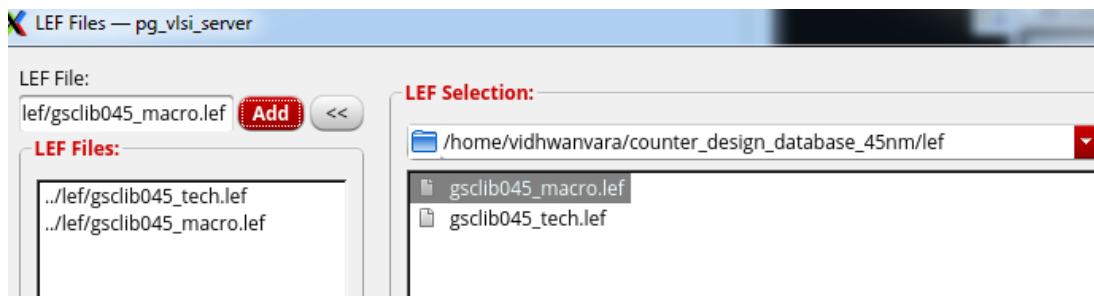 LEF Files — pg_vlsi_server
LEF File:
lef/gsclib045_macro.lef Add <<
LEF Files:
../lef/gsclib045_tech.lef
../lef/gsclib045_macro.lef
LEF Selection:
/home/vidhwanvara/counter_design_database_45nm/lef
gsclib045_macro.lef
gsclib045_tech.lef